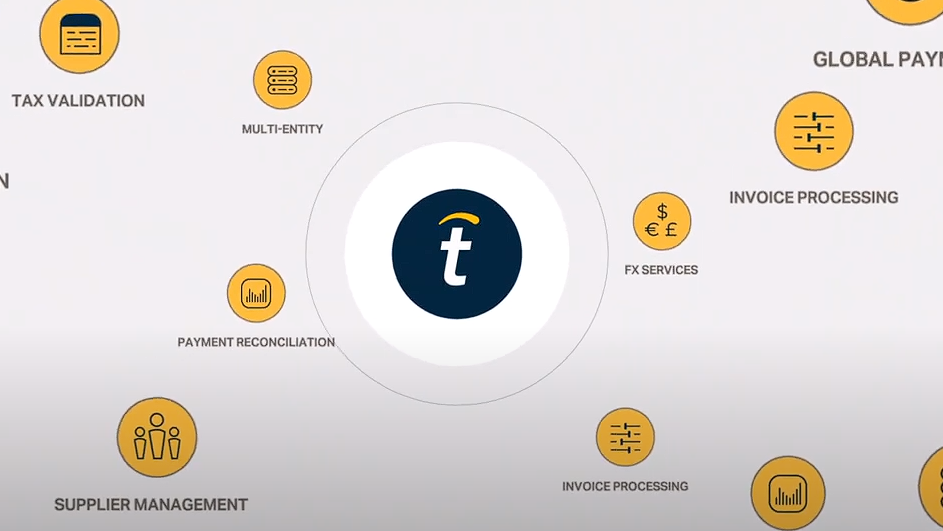 GLOBAL PAYM
TAX VALIDATION
MULTI-ENTITY
N
INVOICE PROCESSING
t
$
€ £
FX SERVICES
PAYMENT RECONCILIATION
INVOICE PROCESSING
SUPPLIER MANAGEMENT